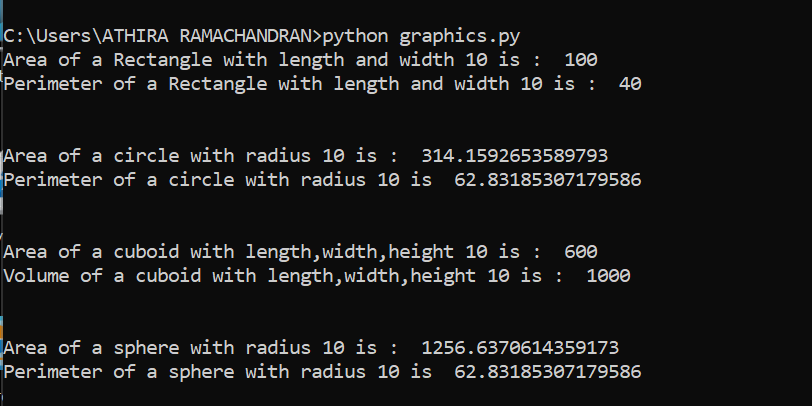 C:\Users\ATHIRA RAMACHANDRAN>python graphics.py
Area of a Rectangle with length and width 10 is :  100
Perimeter of a Rectangle with length and width 10 is :  40
Area of a circle with radius 10 is :  314.1592653589793
Perimeter of a circle with radius 10 is  62.83185307179586
Area of a cuboid with length,width,height 10 is :  600
Volume of a cuboid with length,width,height 10 is :  1000
Area of a sphere with radius 10 is :  1256.6370614359173
Perimeter of a sphere with radius 10 is  62.83185307179586